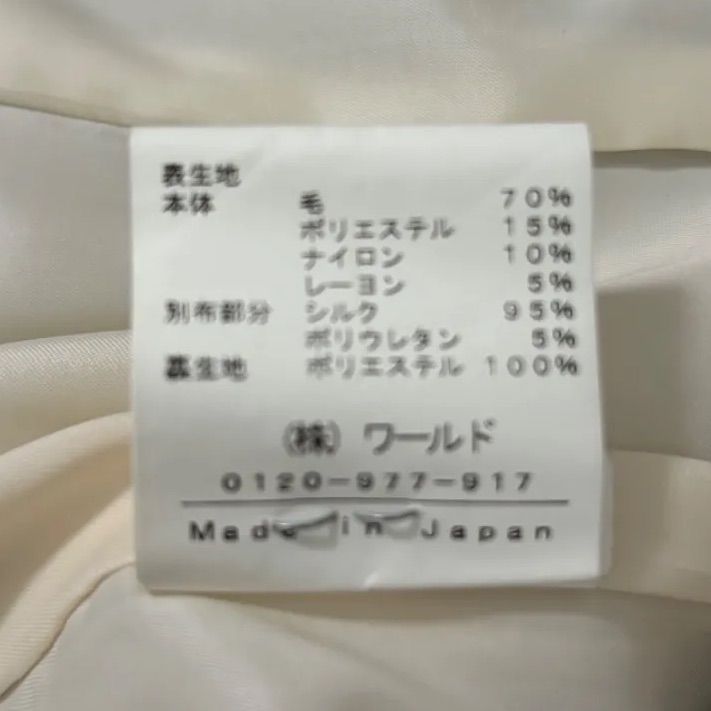 表生地
本体 毛 70%
ポリエステル 15%
ナイロン 10%
レーヨン 5%
別布部分 シルク 95%
ポリウレタン 5%
裏生地 ポリエステル 100%
(株) ワールド
0120-977-917
Made in Japan